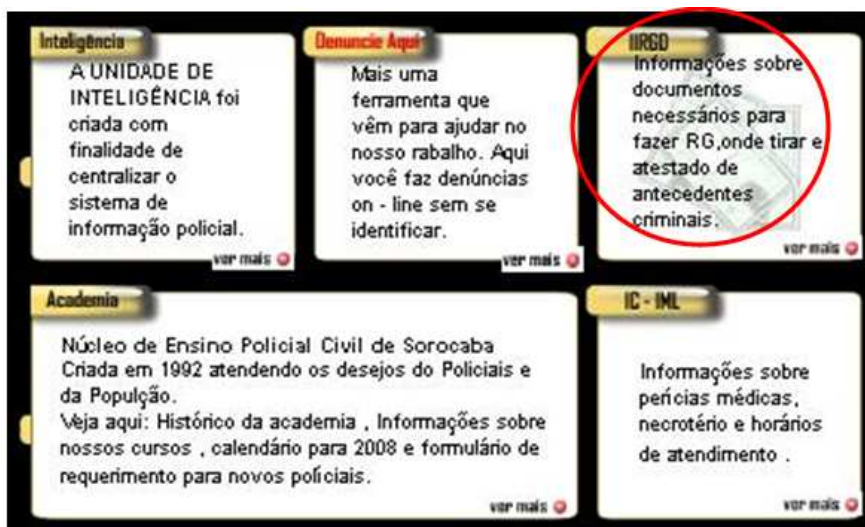 Inteligência
A UNIDADE DE
INTELIGÊNCIA foi
criada com
finalidade de
centralizar o
sistema de
informação policial.
ver mais
Denuncie Aqui
Mais uma
ferramenta que
vêm para ajudar no
nosso rabalho. Aqui
você faz denúncias
on - line sem se
identificar.
ver mais
IIRGD
Informações sobre
documentos
necessários para
fazer RG,onde tirar e
atestado de
antecedentes
criminais.
ver mais
Academia
Núcleo de Ensino Policial Civil de Sorocaba
Criada em 1992 atendendo os desejos do Policiais e
da Populção.
Veja aqui: Histórico da academia , Informações sobre
nossos cursos , calendário para 2008 e formulário de
requerimento para novos policiais.
ver mais
IC - IML
Informações sobre
perícias médicas,
necrotério e horários
de atendimento .
ver mais